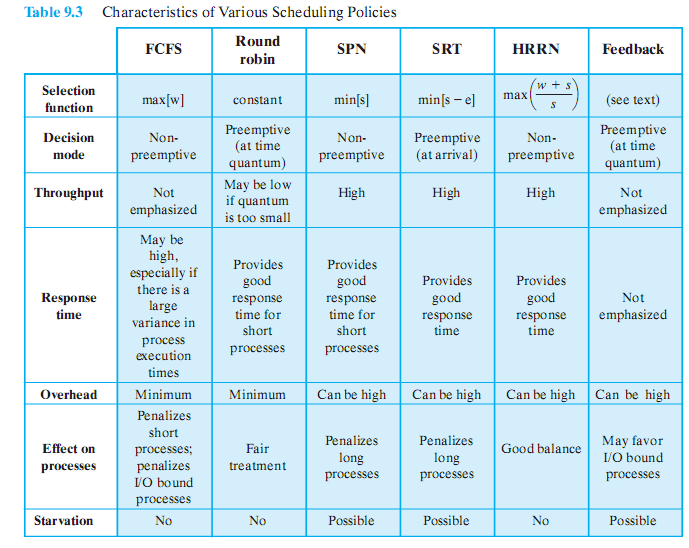 Table 9.3 Characteristics of Various Scheduling Policies
FCFS
Round
robin
SPN
SRT
HRRN
Feedback
Selection
function
max[w]
constant
min[s]
min[s – e]
max(w + s / s)
(see text)
Decision
mode
Non-
preemptive
Preemptive
(at time
quantum)
Non-
preemptive
Preemptive
(at arrival)
Non-
preemptive
Preemptive
(at time
quantum)
Throughput
Not
emphasized
May be low
if quantum
is too small
High
High
High
Not
emphasized
Response
time
May be
high,
especially if
there is a
large
variance in
process
execution
times
Provides
good
response
time for
short
processes
Provides
good
response
time for
short
processes
Provides
good
response
time
Provides
good
response
time
Not
emphasized
Overhead
Minimum
Minimum
Can be high
Can be high
Can be high
Can be high
Effect on
processes
Penalizes
short
processes;
penalizes
I/O bound
processes
Fair
treatment
Penalizes
long
processes
Penalizes
long
processes
Good balance
May favor
I/O bound
processes
Starvation
No
No
Possible
Possible
No
Possible